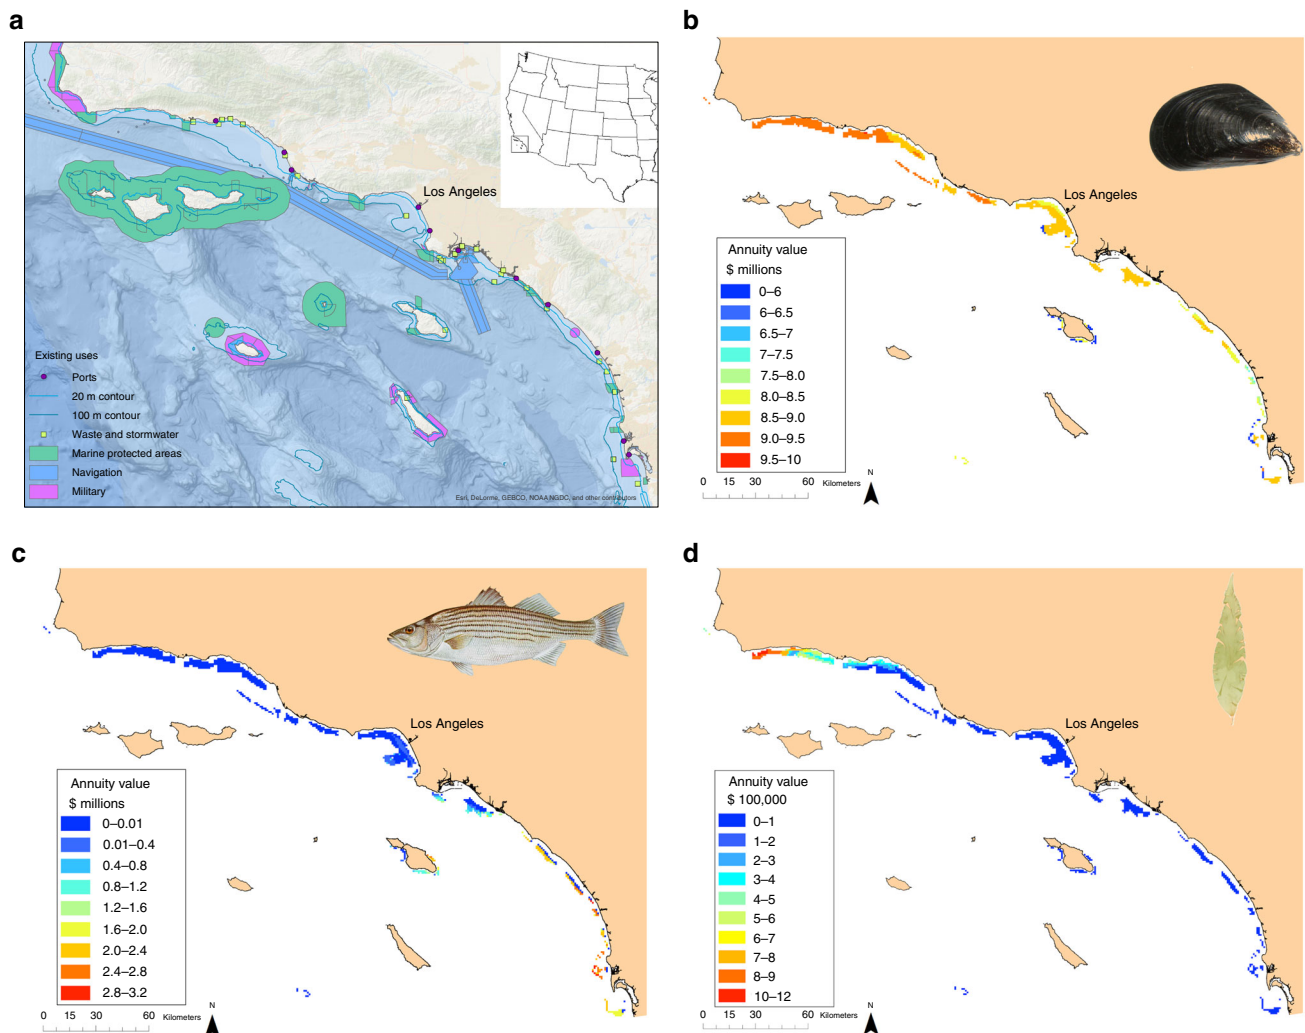 a
Los Angeles
Existing uses
Ports
20 m contour
100 m contour
Waste and stormwater
Marine protected areas
Navigation
Military
Esri, DeLorme, GEBCO, NOAA NGDC, and other contributors
b
Los Angeles
Annuity value
$ millions
0–6
6–6.5
6.5–7
7–7.5
7.5–8.0
8.0–8.5
8.5–9.0
9.0–9.5
9.5–10
0 15 30 60 Kilometers
N
c
Los Angeles
Annuity value
$ millions
0–0.01
0.01–0.4
0.4–0.8
0.8–1.2
1.2–1.6
1.6–2.0
2.0–2.4
2.4–2.8
2.8–3.2
0 15 30 60 Kilometers
N
d
Los Angeles
Annuity value
$ 100,000
0–1
1–2
2–3
3–4
4–5
5–6
6–7
7–8
8–9
10–12
0 15 30 60 Kilometers
N